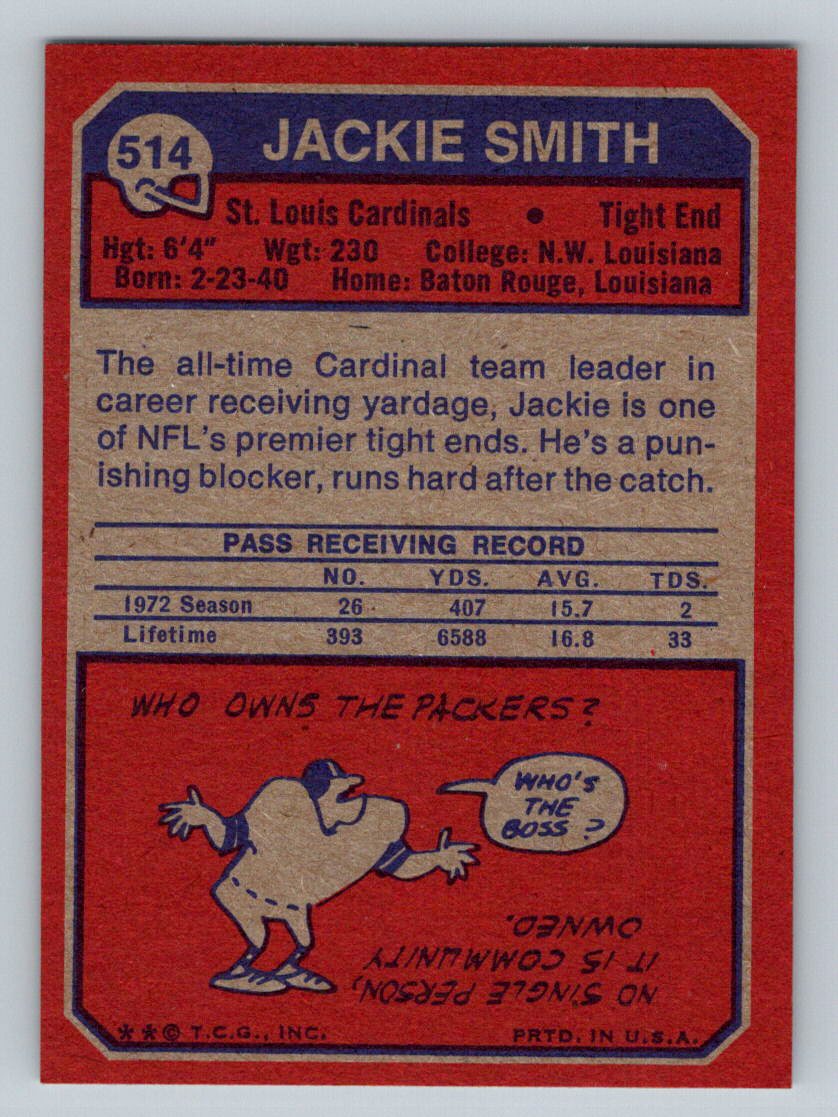 514
JACKIE SMITH
St. Louis Cardinals • Tight End
Hgt: 6'4" Wgt: 230 College: N.W. Louisiana
Born: 2-23-40 Home: Baton Rouge, Louisiana
The all-time Cardinal team leader in
career receiving yardage, Jackie is one
of NFL's premier tight ends. He's a pun-
ishing blocker, runs hard after the catch.
PASS RECEIVING RECORD
NO. YDS. AVG. TDS.
1972 Season 26 407 15.7 2
Lifetime 393 6588 16.8 33
WHO OWNS THE PACKERS?
WHO'S
THE
BOSS?
NO SINGLE PERSON,
IT IS COMMUNITY
OWNED.
**© T.C.G., INC. PRTD. IN U.S.A.